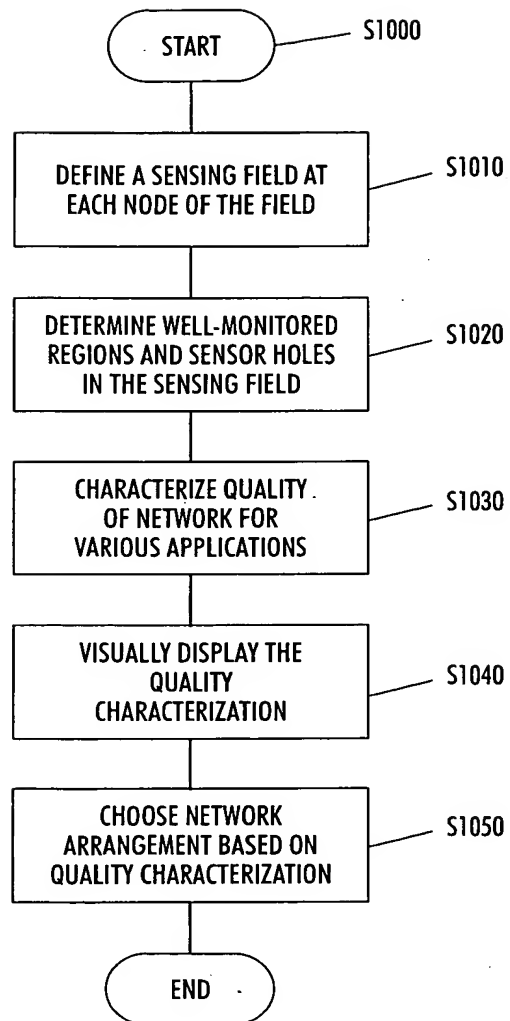 START
S1000
DEFINE A SENSING FIELD AT
EACH NODE OF THE FIELD
S1010
DETERMINE WELL-MONITORED
REGIONS AND SENSOR HOLES
IN THE SENSING FIELD
S1020
CHARACTERIZE QUALITY
OF NETWORK FOR
VARIOUS APPLICATIONS
S1030
VISUALLY DISPLAY THE
QUALITY
CHARACTERIZATION
S1040
CHOOSE NETWORK
ARRANGEMENT BASED ON
QUALITY CHARACTERIZATION
S1050
END